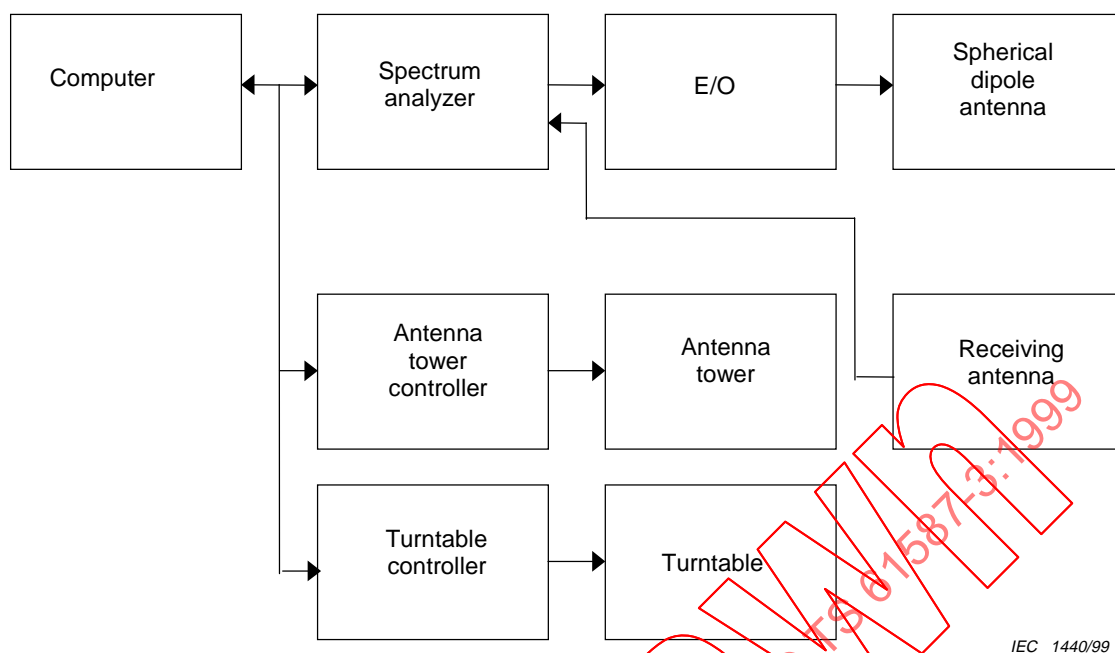 Computer
Spectrum
analyzer
E/O
Spherical
dipole
antenna
Antenna
tower
controller
Antenna
tower
Receiving
antenna
Turntable
controller
Turntable
TS 61587-3:1999
IEC 1440/99